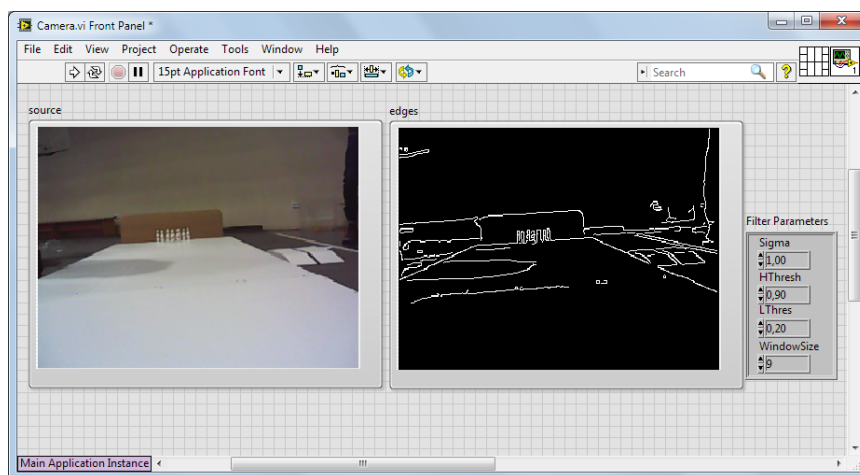 Camera.vi Front Panel *
File Edit View Project Operate Tools Window Help
15pt Application Font
Search
?
1
source
edges
Filter Parameters
Sigma
1,00
HThresh
0,90
LThres
0,20
WindowSize
9
Main Application Instance